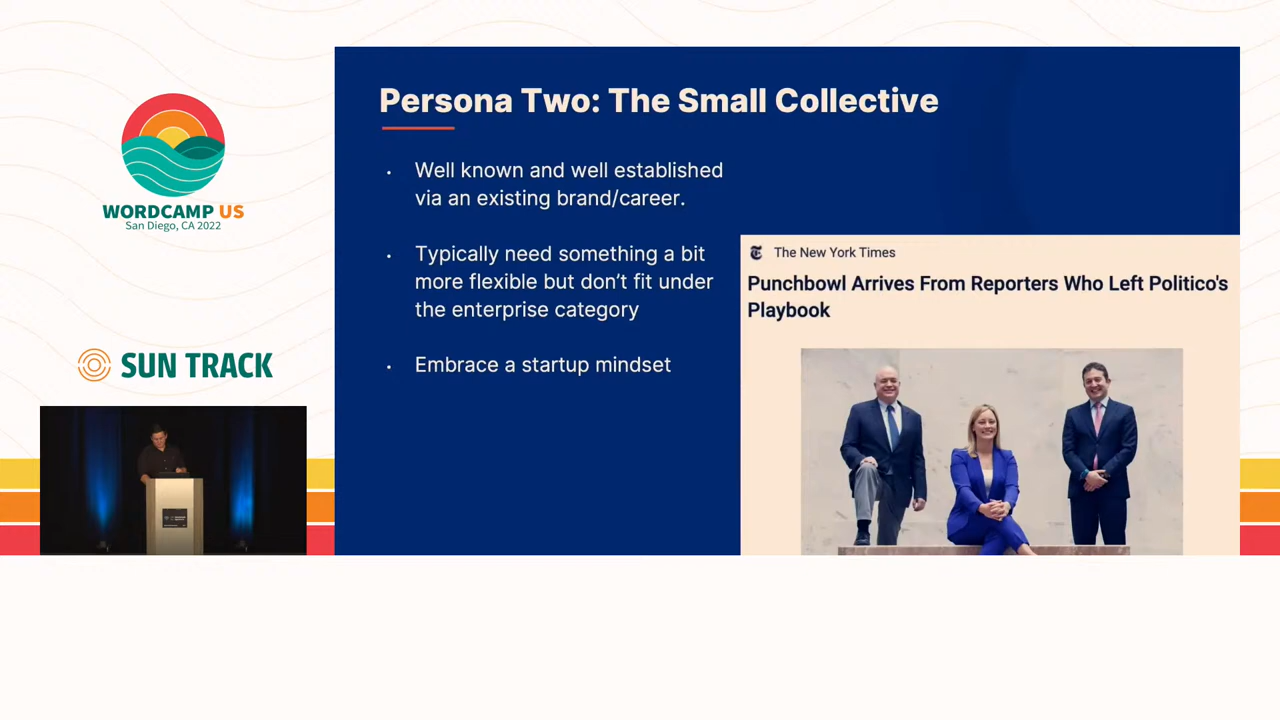 WORDCAMP US
San Diego, CA 2022
SUN TRACK
Persona Two: The Small Collective
• Well known and well established
via an existing brand/career.
• Typically need something a bit
more flexible but don’t fit under
the enterprise category
• Embrace a startup mindset
The New York Times
Punchbowl Arrives From Reporters Who Left Politico's
Playbook